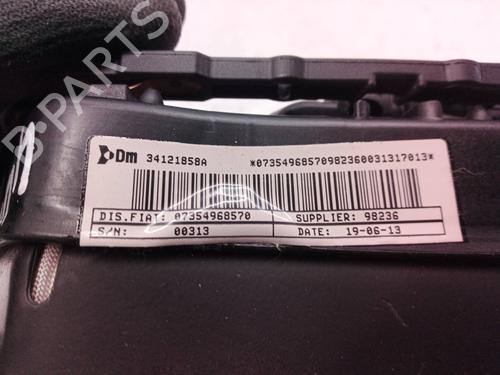 Dm 34121858A *07354968570982360031317013*
DIS.FIAT: 07354968570 SUPPLIER: 98236
S/N: 00313 DATE: 19-06-13
B-PARTS